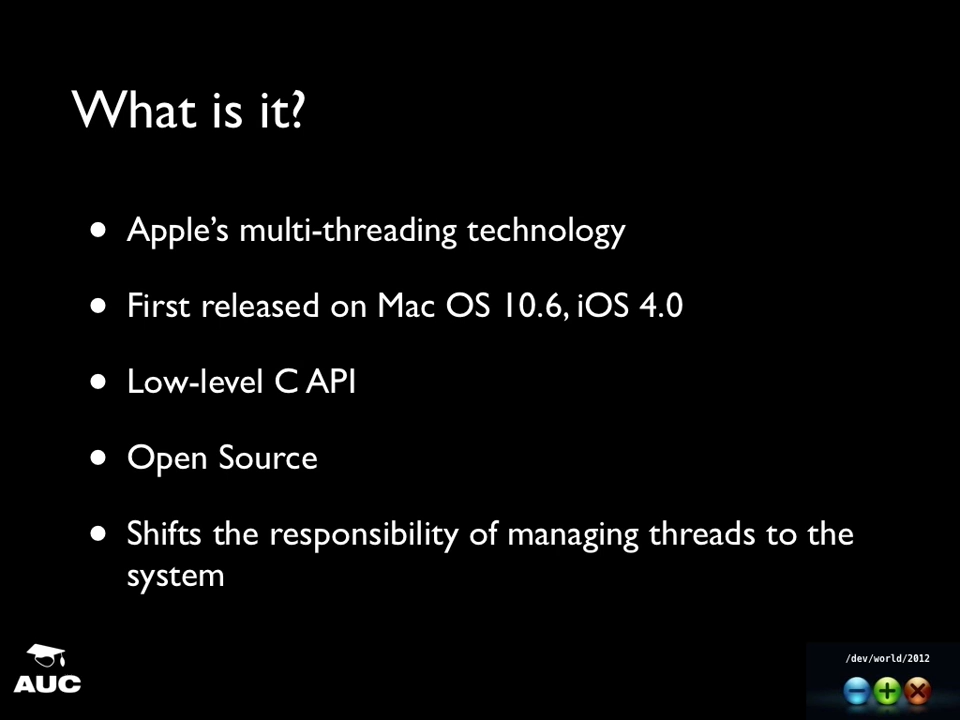 What is it?
• Apple’s multi-threading technology
• First released on Mac OS 10.6, iOS 4.0
• Low-level C API
• Open Source
• Shifts the responsibility of managing threads to the
system
AUC
/dev/world/2012